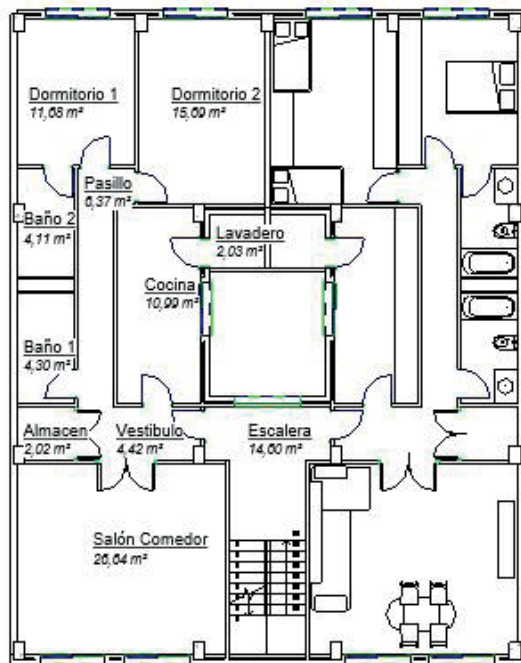 Dormitorio 1
11,68 m²
Dormitorio 2
15,69 m²
Pasillo
6,37 m²
Baño 2
4,11 m²
Lavadero
2,03 m²
Cocina
10,99 m²
Baño 1
4,30 m²
Almacen
2,02 m²
Vestibulo
4,42 m²
Escalera
14,60 m²
Salón Comedor
26,64 m²